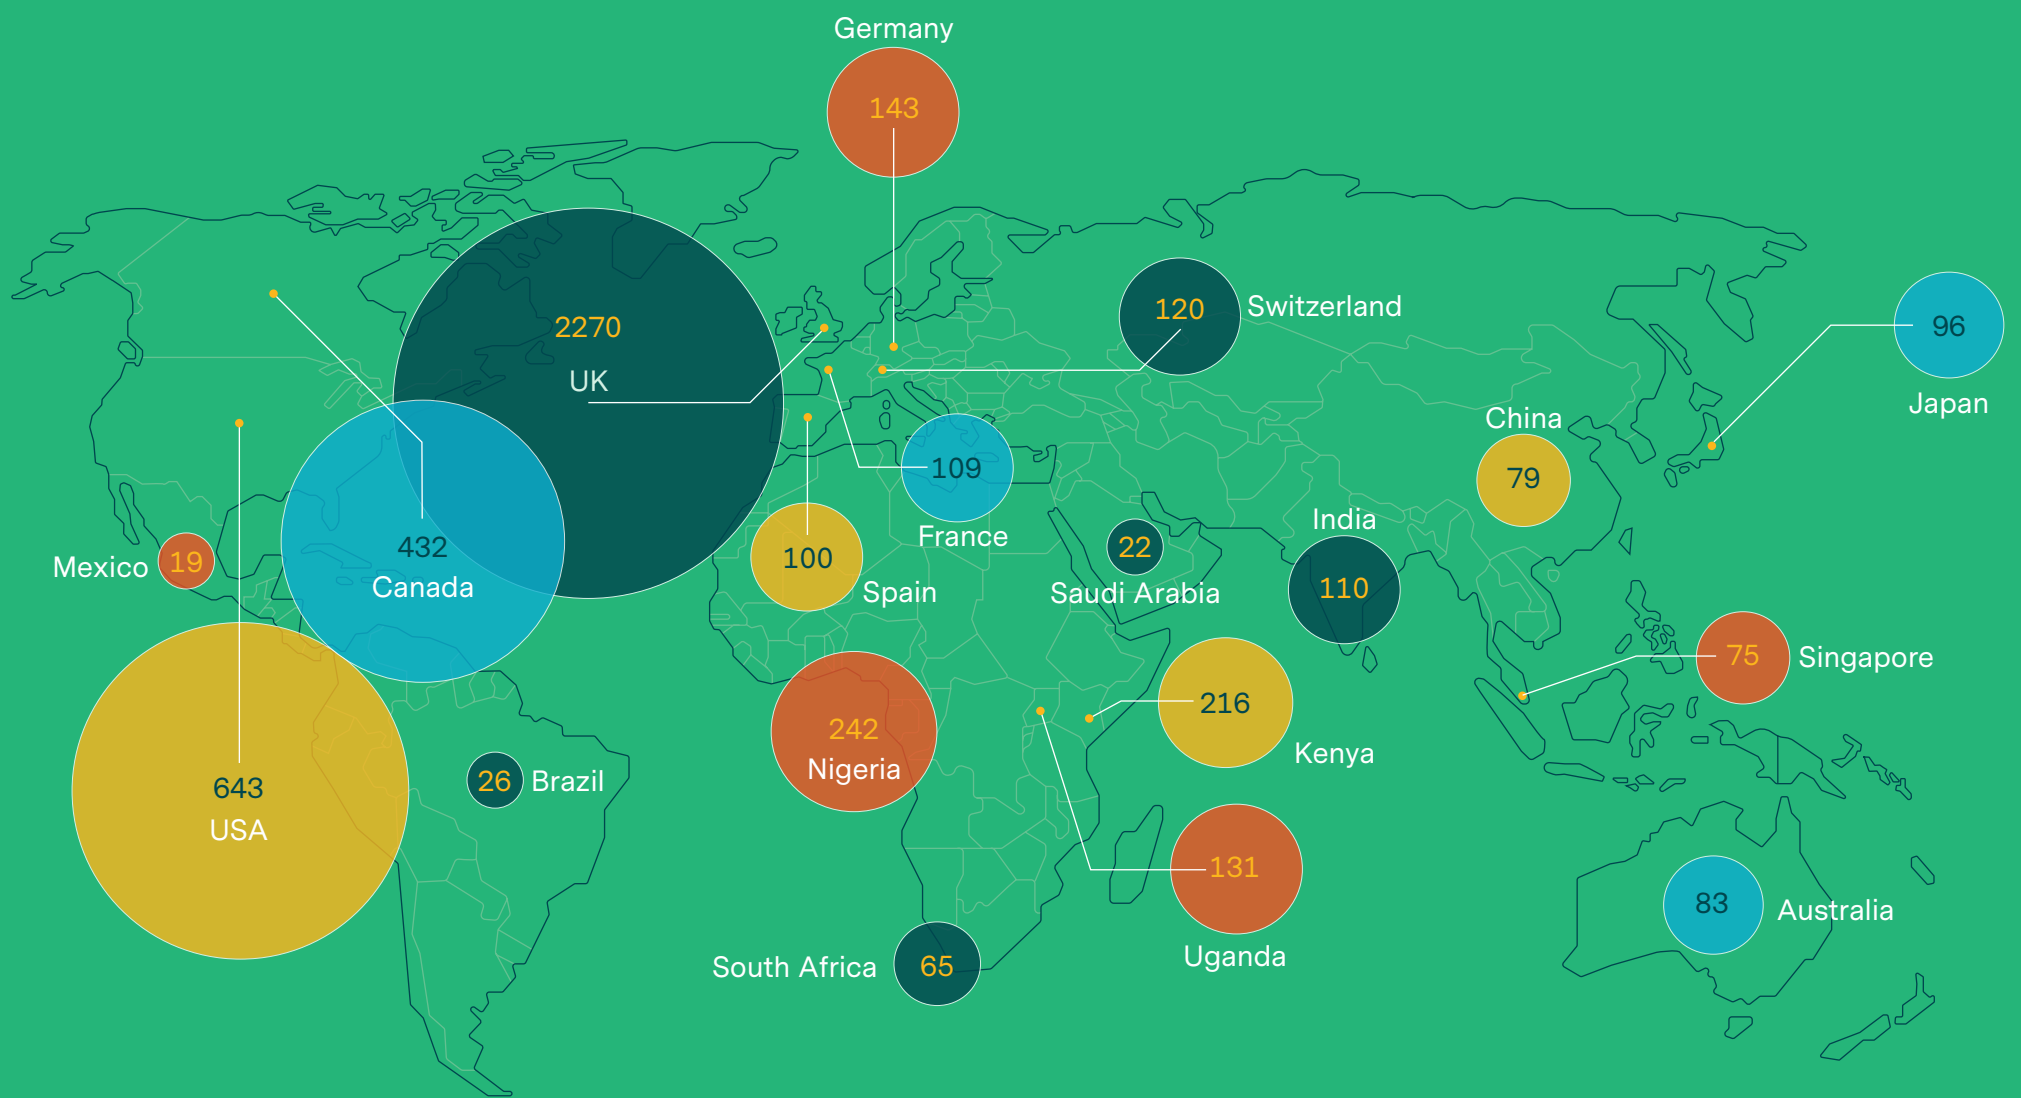 Germany
143
2270
UK
120
Switzerland
96
Japan
China
79
109
France
India
110
Mexico
19
432
Canada
100
Spain
22
Saudi Arabia
75
Singapore
216
Kenya
242
Nigeria
26
Brazil
643
USA
131
Uganda
83
Australia
South Africa
65